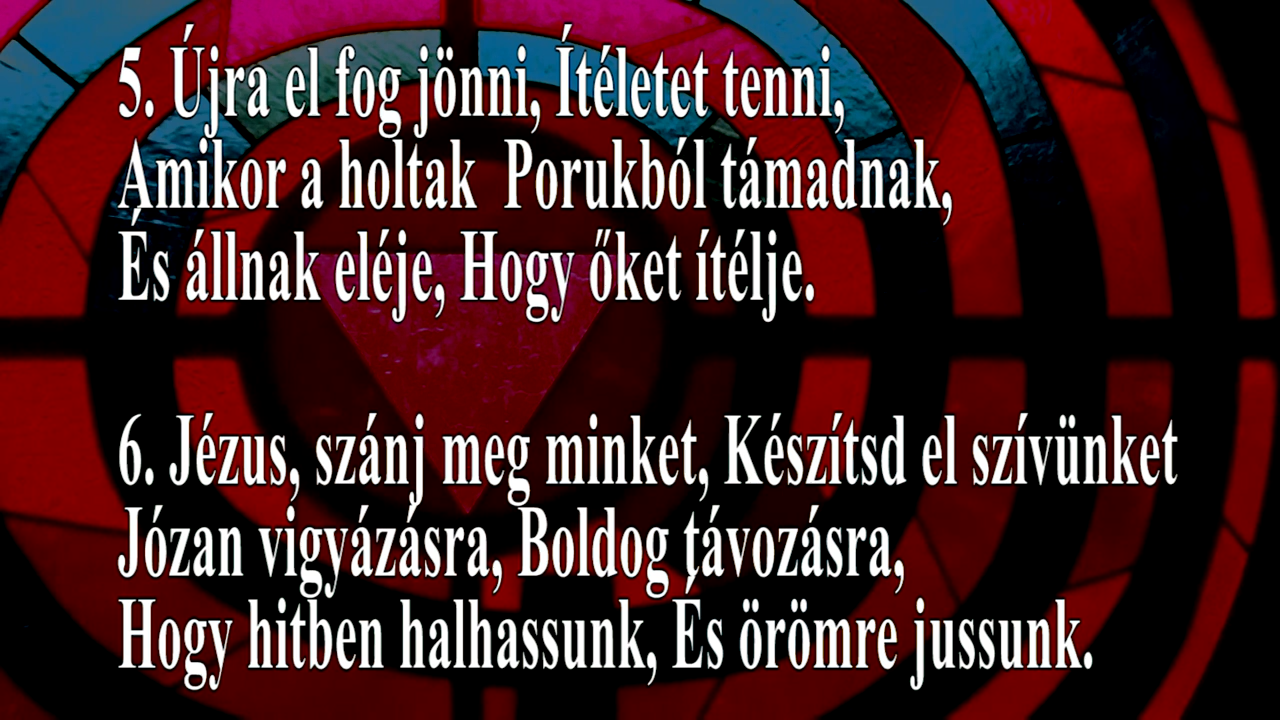 5. Újra el fog jönni, Ítéletet tenni,
Amikor a holtak Porukból támadnak,
És állnak eléje, Hogy őket ítélje.
6. Jézus, szánj meg minket, Készítsd el szívünket
Józan vigyázásra, Boldog távozásra,
Hogy hitben halhassunk, És örömre jussunk.